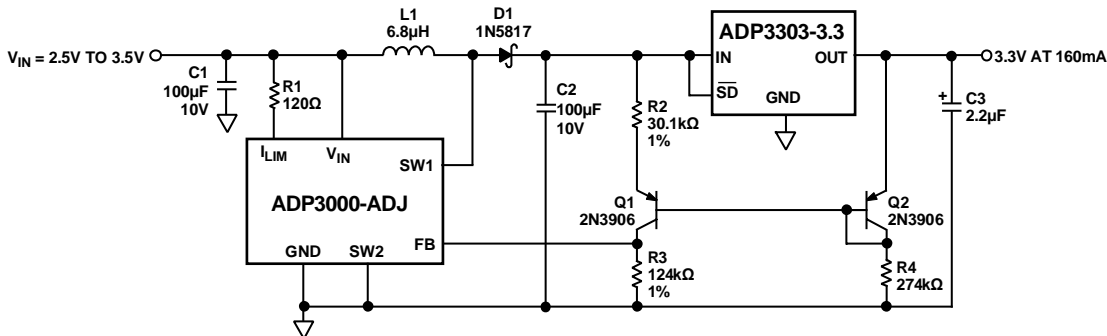 V_IN = 2.5V TO 3.5V
C1
100µF
10V
R1
120Ω
L1
6.8µH
D1
1N5817
C2
100µF
10V
R2
30.1kΩ
1%
ADP3303-3.3
IN
OUT
SD
GND
3.3V AT 160mA
+
C3
2.2µF
I_LIM
V_IN
SW1
ADP3000-ADJ
FB
GND
SW2
Q1
2N3906
Q2
2N3906
R3
124kΩ
1%
R4
274kΩ